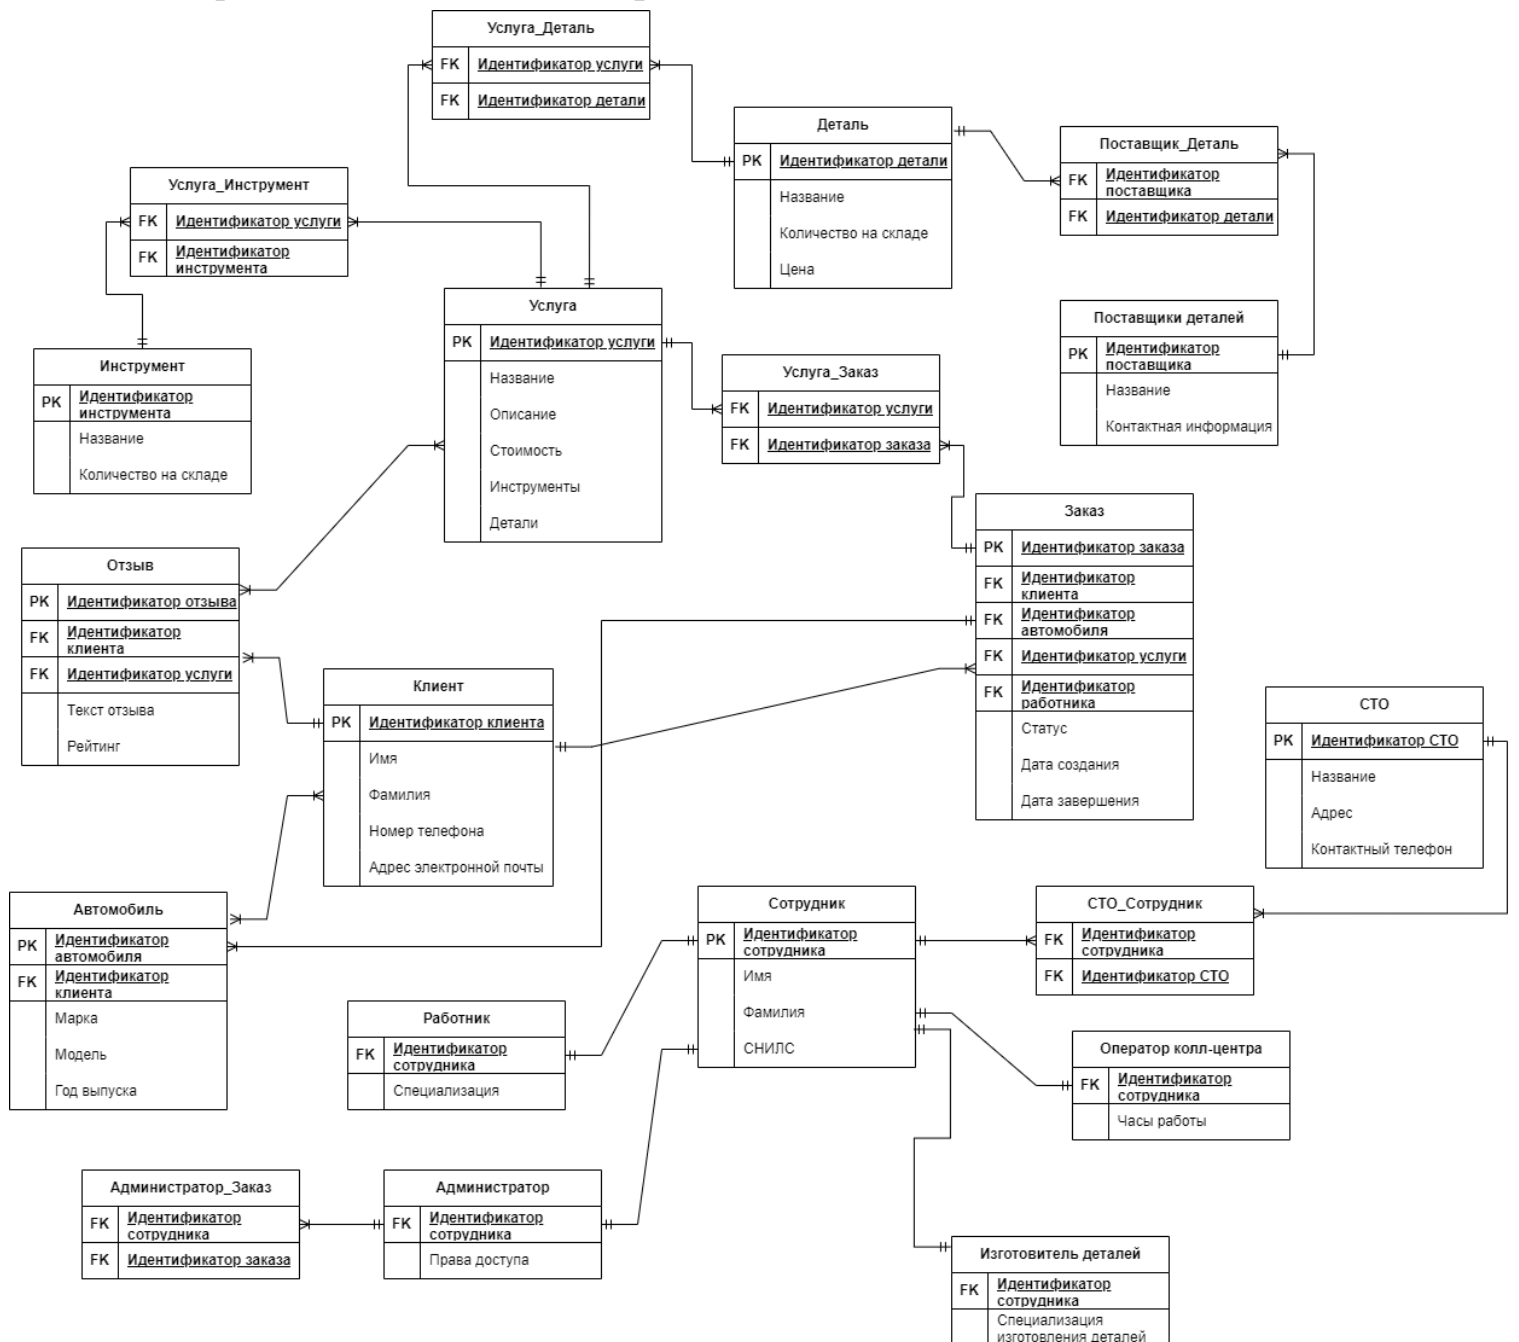 Услуга_Деталь
FK Идентификатор услуги
FK Идентификатор детали
Деталь
PK Идентификатор детали
Название
Количество на складе
Цена
Поставщик_Деталь
FK Идентификатор
поставщика
FK Идентификатор детали
Услуга_Инструмент
FK Идентификатор услуги
FK Идентификатор
инструмента
Услуга
PK Идентификатор услуги
Название
Описание
Стоимость
Инструменты
Детали
Поставщики деталей
PK Идентификатор
поставщика
Название
Контактная информация
Инструмент
PK Идентификатор
инструмента
Название
Количество на складе
Услуга_Заказ
FK Идентификатор услуги
FK Идентификатор заказа
Заказ
PK Идентификатор заказа
FK Идентификатор
клиента
FK Идентификатор
автомобиля
FK Идентификатор услуги
FK Идентификатор
работника
Статус
Дата создания
Дата завершения
Отзыв
PK Идентификатор отзыва
FK Идентификатор
клиента
FK Идентификатор услуги
Текст отзыва
Рейтинг
Клиент
PK Идентификатор клиента
Имя
Фамилия
Номер телефона
Адрес электронной почты
СТО
PK Идентификатор СТО
Название
Адрес
Контактный телефон
Автомобиль
PK Идентификатор
автомобиля
FK Идентификатор
клиента
Марка
Модель
Год выпуска
Сотрудник
PK Идентификатор
сотрудника
Имя
Фамилия
СНИЛС
СТО_Сотрудник
FK Идентификатор
сотрудника
FK Идентификатор СТО
Работник
FK Идентификатор
сотрудника
Специализация
Оператор колл-центра
FK Идентификатор
сотрудника
Часы работы
Администратор_Заказ
FK Идентификатор
сотрудника
FK Идентификатор заказа
Администратор
FK Идентификатор
сотрудника
Права доступа
Изготовитель деталей
FK Идентификатор
сотрудника
Специализация
изготовления деталей